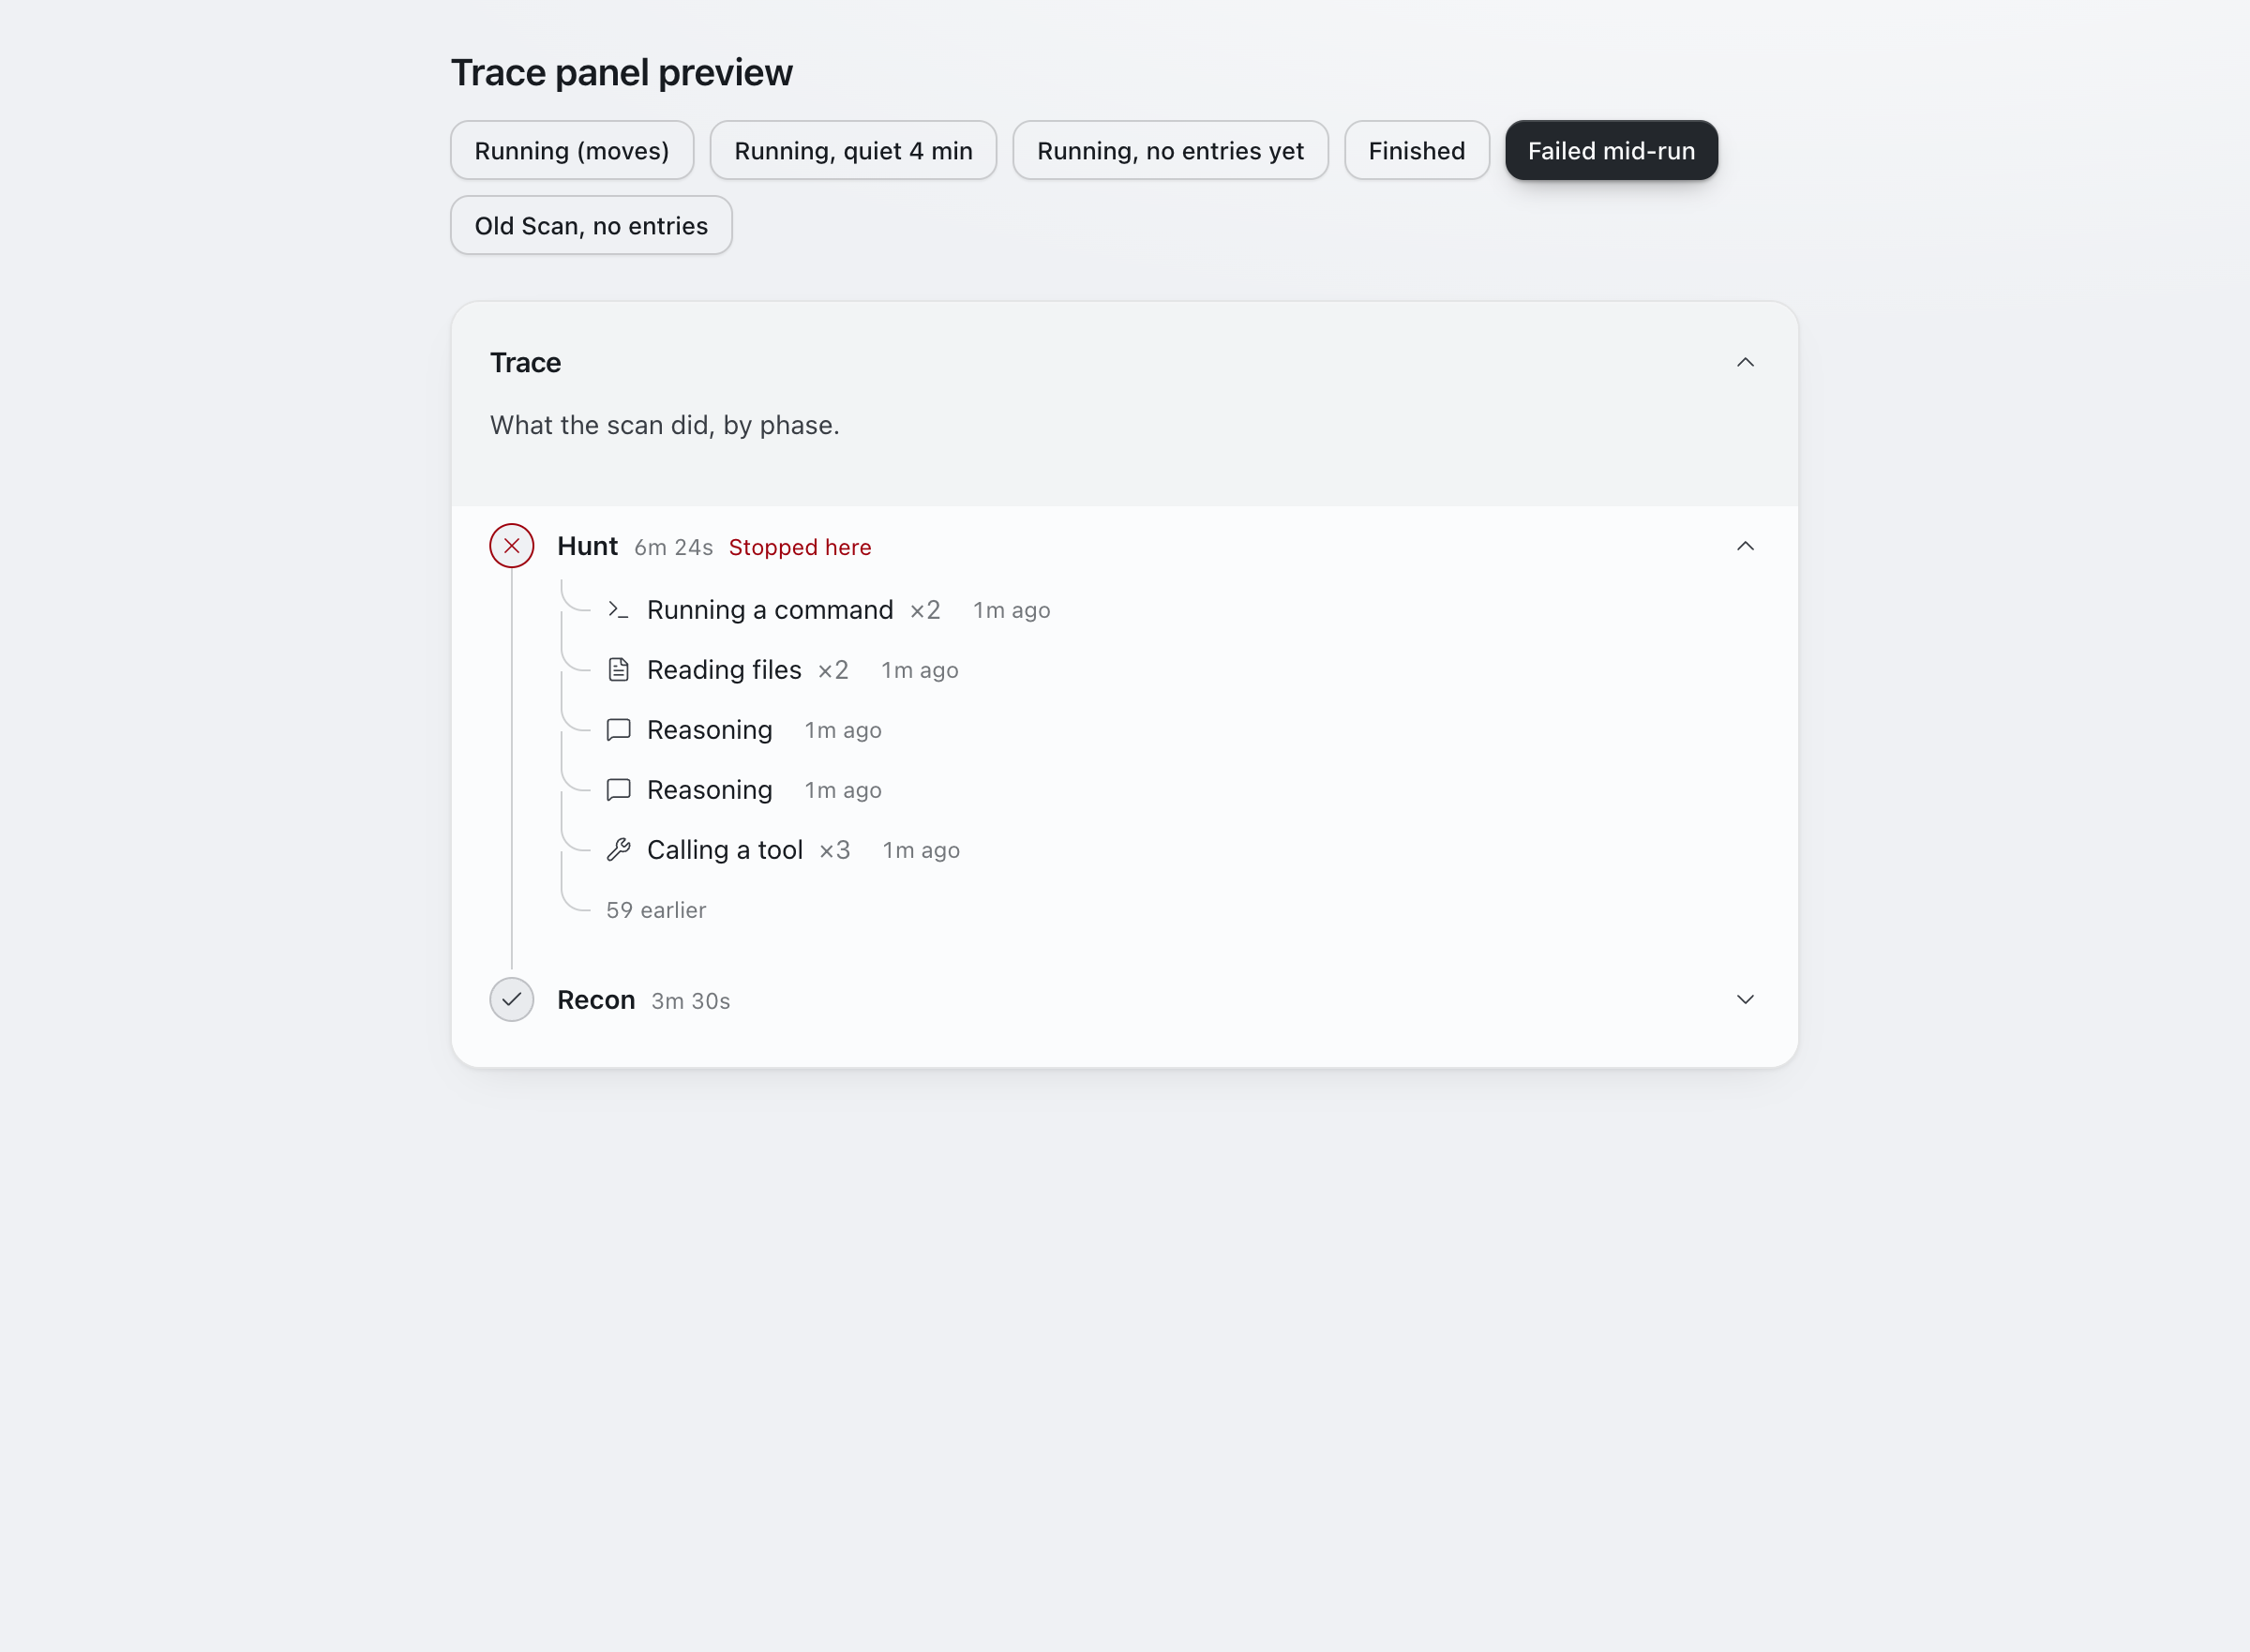 Trace panel preview
Running (moves)
Running, quiet 4 min
Running, no entries yet
Finished
Failed mid-run
Old Scan, no entries
Trace
What the scan did, by phase.
Hunt 6m 24s Stopped here
Running a command ×2 1m ago
Reading files ×2 1m ago
Reasoning 1m ago
Reasoning 1m ago
Calling a tool ×3 1m ago
59 earlier
Recon 3m 30s